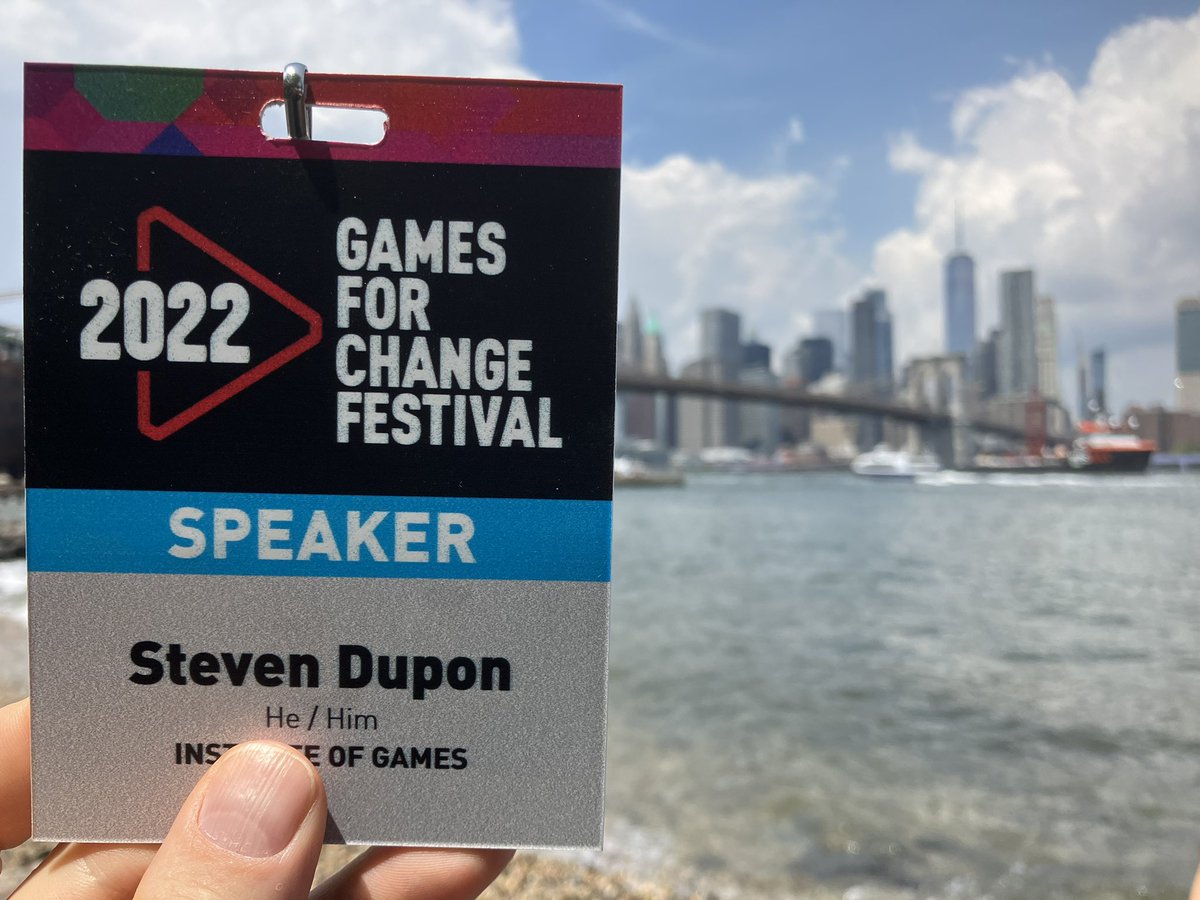 2022
GAMES
FOR
CHANGE
FESTIVAL
SPEAKER
Steven Dupon
He / Him
OF GAMES